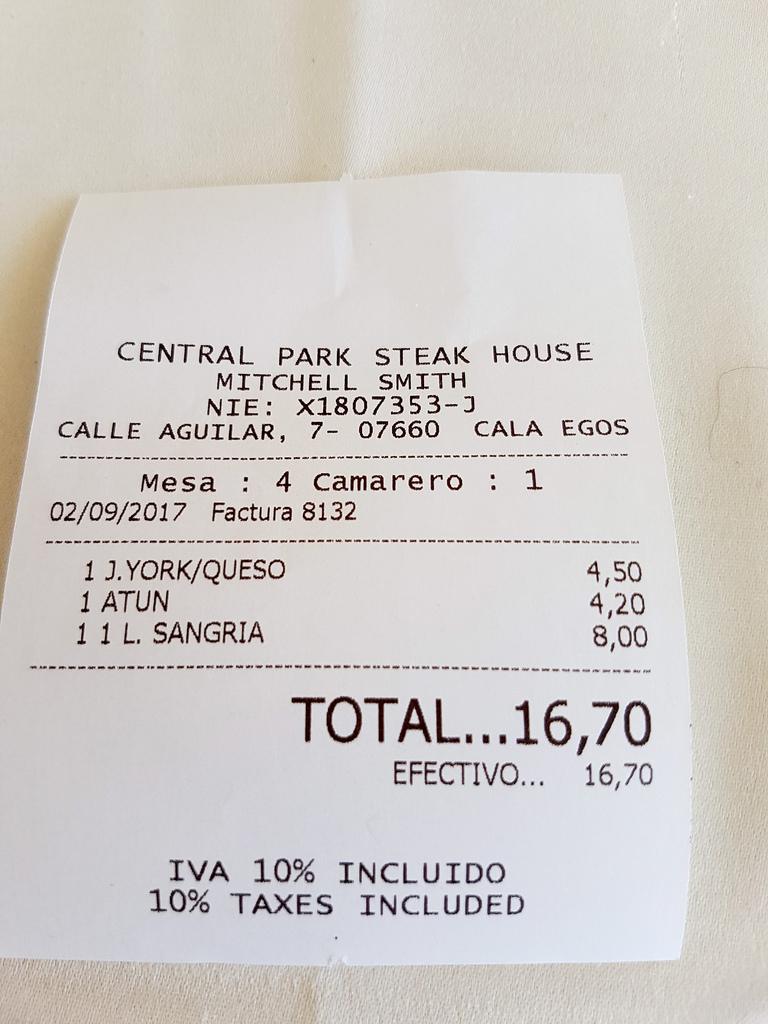 CENTRAL PARK STEAK HOUSE
MITCHELL SMITH
NIE: X1807353-J
CALLE AGUILAR, 7- 07660 CALA EGOS
Mesa : 4 Camarero : 1
02/09/2017 Factura 8132
1 J.YORK/QUESO 4,50
1 ATUN 4,20
1 1 L. SANGRIA 8,00
TOTAL...16,70
EFECTIVO... 16,70
IVA 10% INCLUIDO
10% TAXES INCLUDED